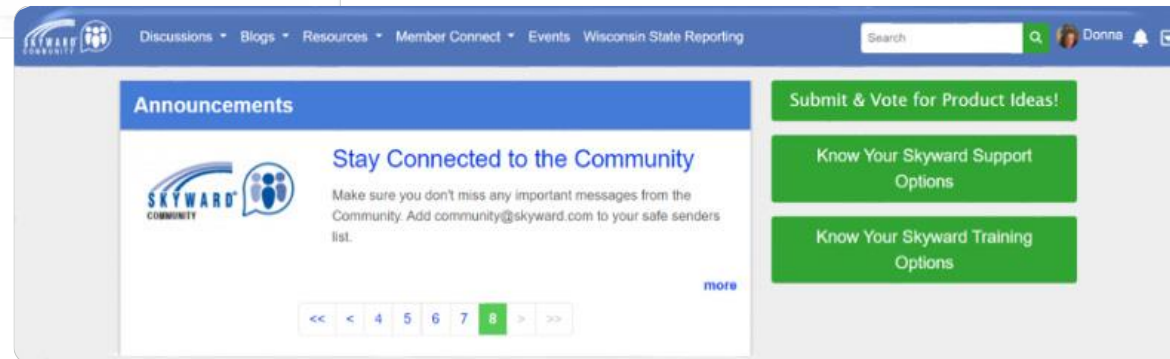 SKYWARD
COMMUNITY
Discussions Blogs Resources Member Connect Events Wisconsin State Reporting
Search
Donna
Announcements
SKYWARD
COMMUNITY
Stay Connected to the Community
Make sure you don't miss any important messages from the
Community. Add community@skyward.com to your safe senders
list.
more
<< < 4 5 6 7 8 > >>
Submit & Vote for Product Ideas!
Know Your Skyward Support
Options
Know Your Skyward Training
Options